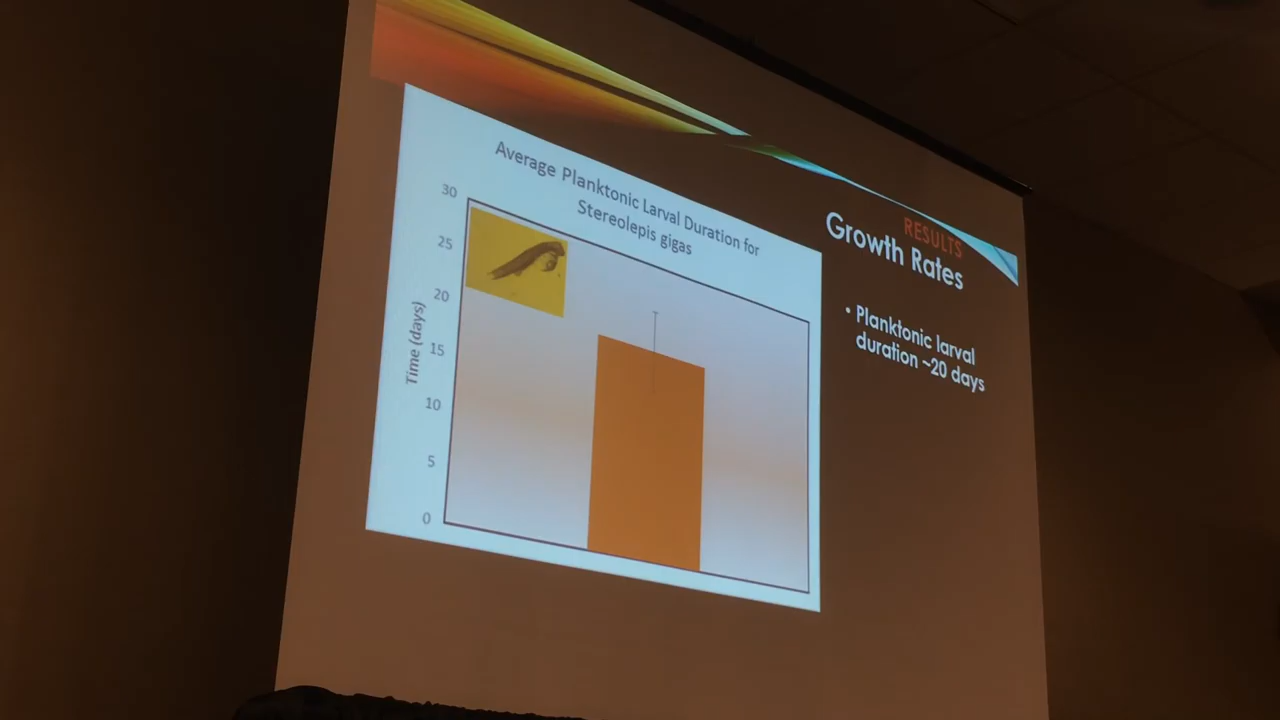 RESULTS
Growth Rates
Average Planktonic Larval Duration for
Stereolepis gigas
30
25
20
15
10
5
0
Time (days)
• Planktonic larval
duration ~20 days